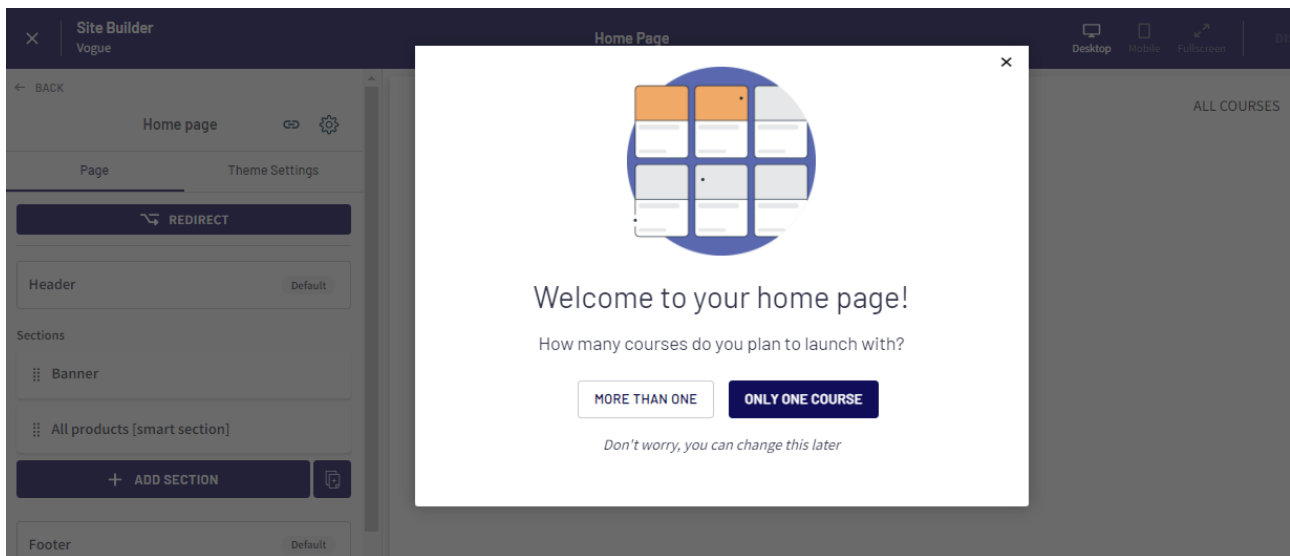 Site Builder
Vogue
Home Page
Desktop
Mobile
Fullscreen
← BACK
Home page
Page
Theme Settings
REDIRECT
Header
Default
Sections
Banner
All products [smart section]
+ ADD SECTION
Footer
Default
ALL COURSES
Welcome to your home page!
How many courses do you plan to launch with?
MORE THAN ONE
ONLY ONE COURSE
Don't worry, you can change this later